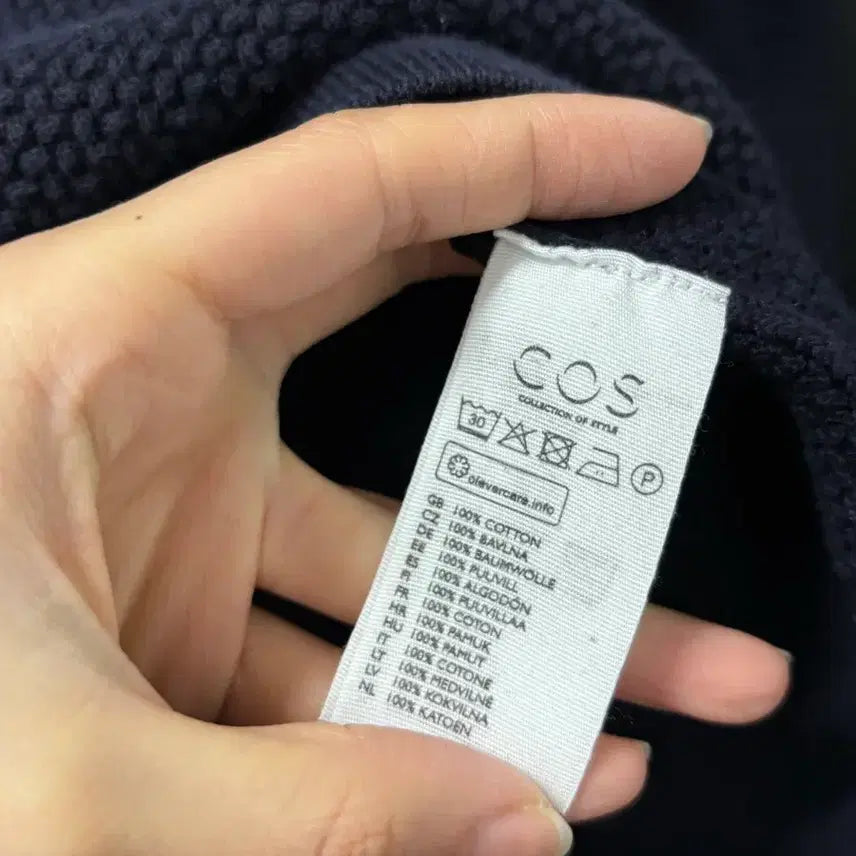 COS
COLLECTION OF STYLE
30
P
clevercare.info
GB 100% COTTON
CZ 100% BAVLNA
DE 100% BAUMWOLLE
EE 100% PUUVILL
ES 100% ALGODÓN
FI 100% PUUVILLAA
FR 100% COTON
HR 100% PAMUK
HU 100% PAMUT
IT 100% COTONE
LT 100% MEDVILNĖ
LV 100% KOKVILNA
NL 100% KATOEN